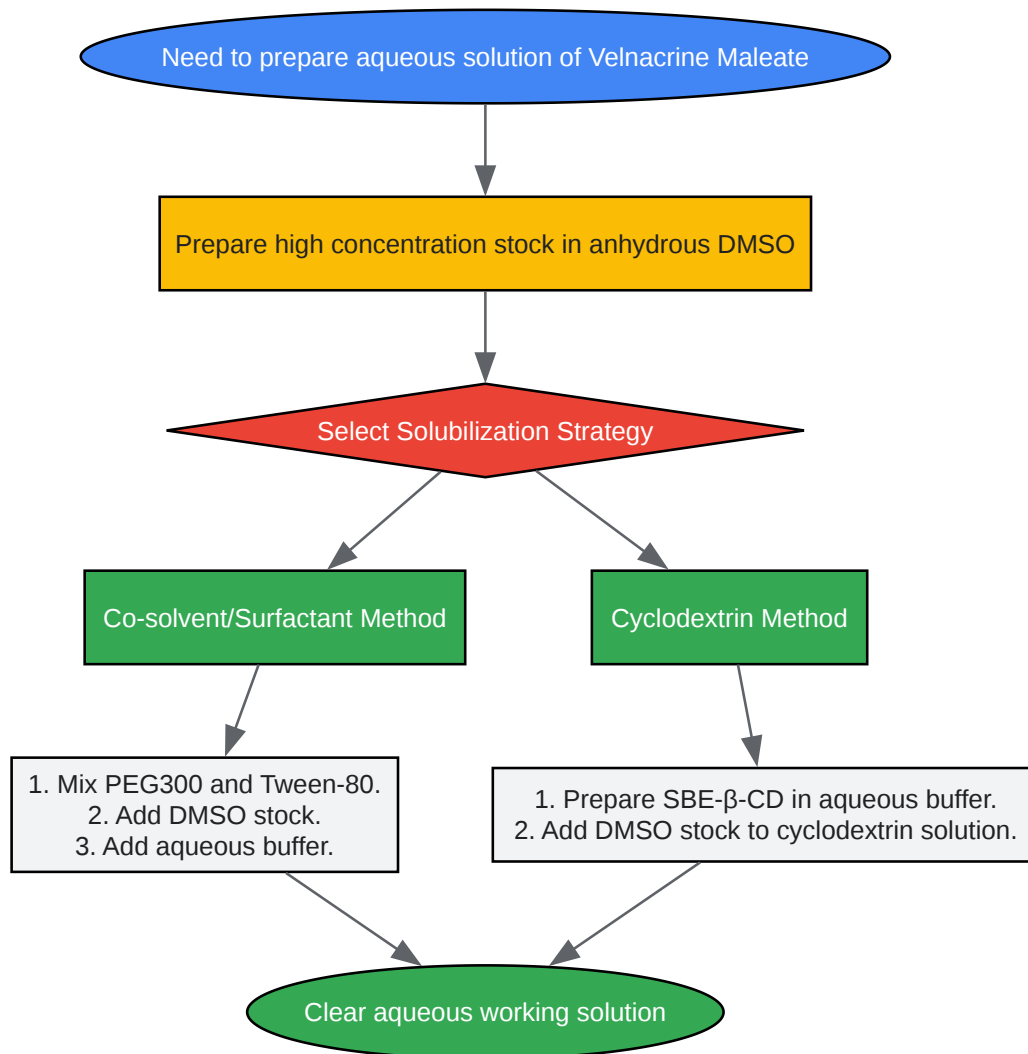 Need to prepare aqueous solution of Velnacrine Maleate
Prepare high concentration stock in anhydrous DMSO
Select Solubilization Strategy
Co-solvent/Surfactant Method
Cyclodextrin Method
1. Mix PEG300 and Tween-80.
2. Add DMSO stock.
3. Add aqueous buffer.
1. Prepare SBE-β-CD in aqueous buffer.
2. Add DMSO stock to cyclodextrin solution.
Clear aqueous working solution